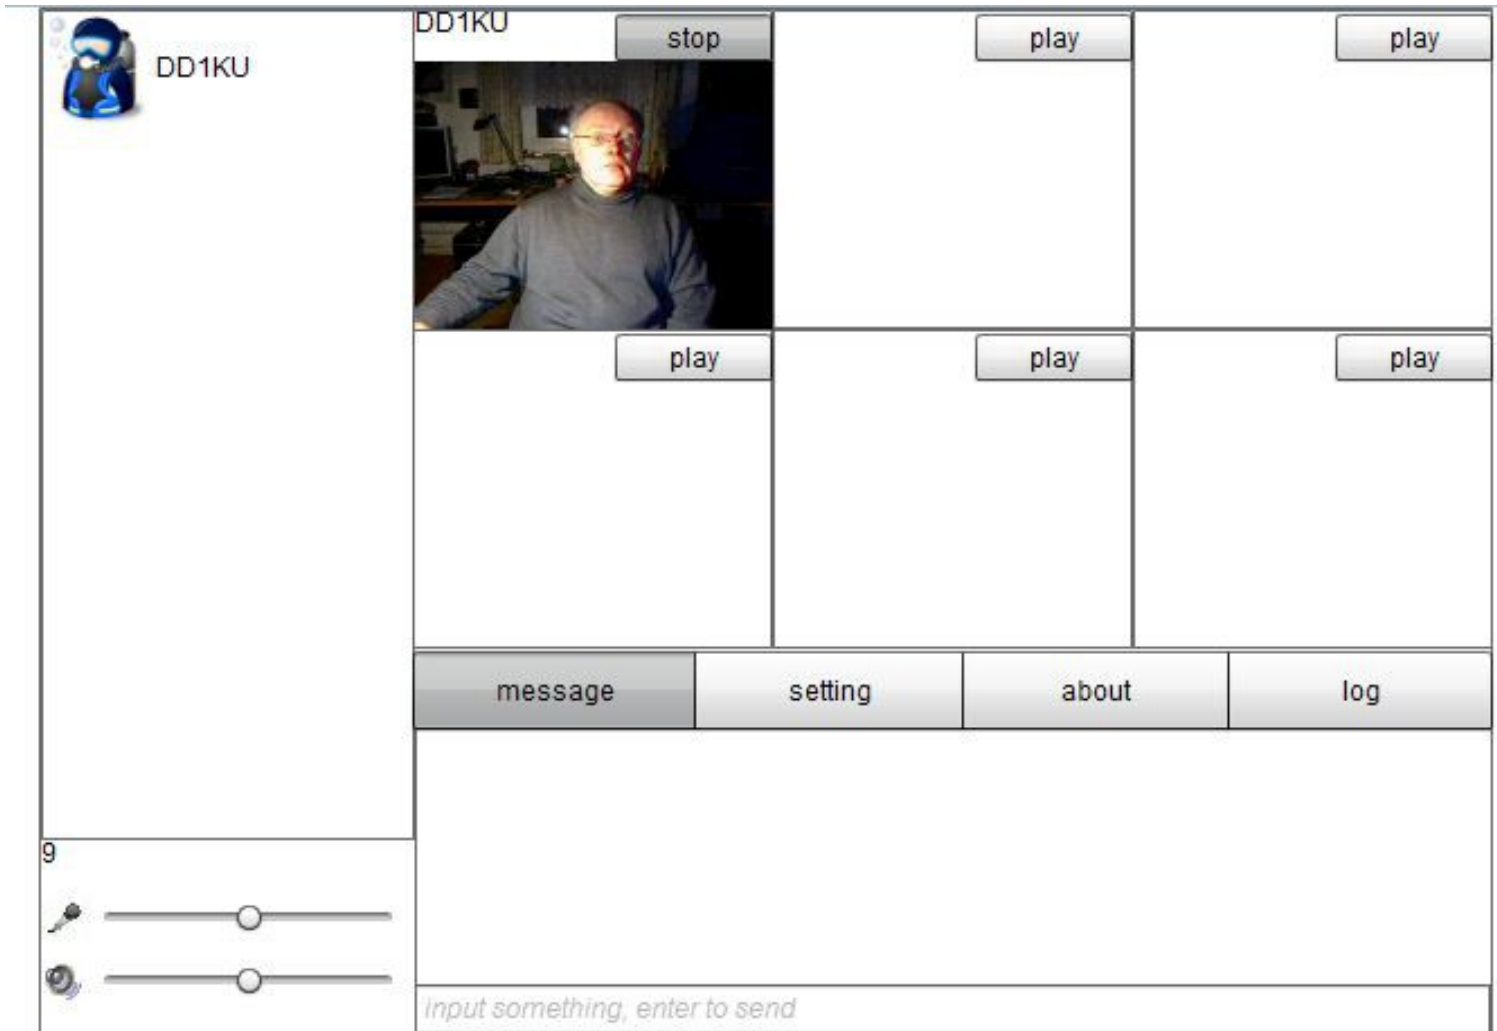 DD1KU
DD1KU
stop
play
play
play
play
play
message
setting
about
log
9
input something, enter to send